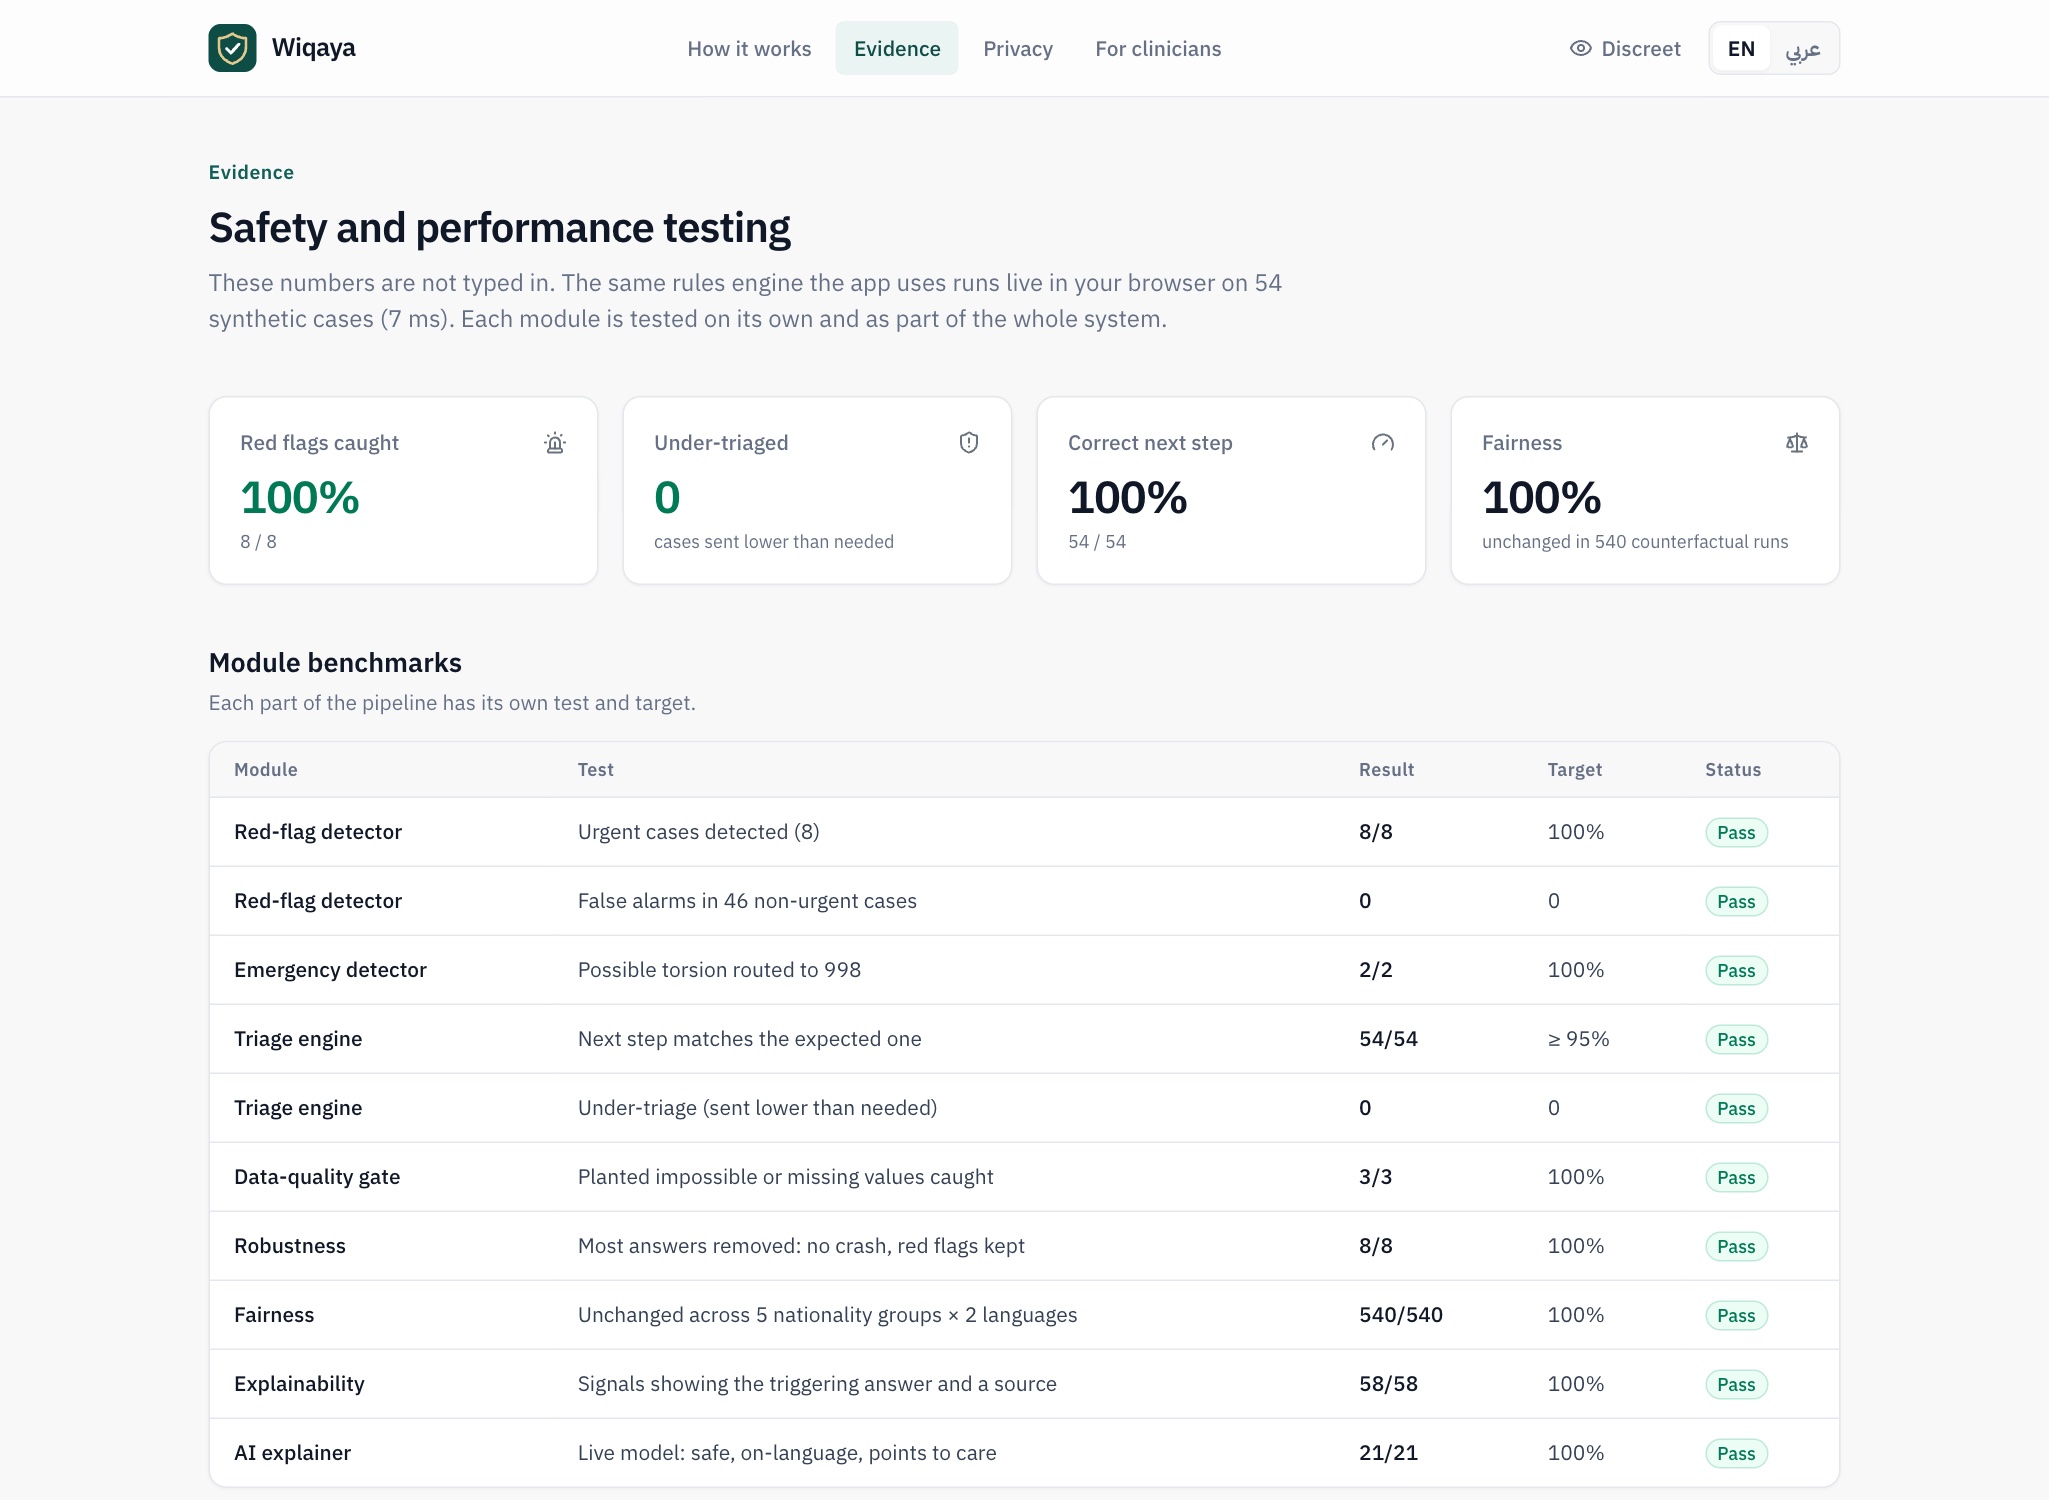 Wiqaya
How it works
Evidence
Privacy
For clinicians
Discreet
EN
عربي
Evidence
Safety and performance testing
These numbers are not typed in. The same rules engine the app uses runs live in your browser on 54
synthetic cases (7 ms). Each module is tested on its own and as part of the whole system.
Red flags caught
100%
8 / 8
Under-triaged
0
cases sent lower than needed
Correct next step
100%
54 / 54
Fairness
100%
unchanged in 540 counterfactual runs
Module benchmarks
Each part of the pipeline has its own test and target.
Module Test Result Target Status
Red-flag detector Urgent cases detected (8) 8/8 100% Pass
Red-flag detector False alarms in 46 non-urgent cases 0 0 Pass
Emergency detector Possible torsion routed to 998 2/2 100% Pass
Triage engine Next step matches the expected one 54/54 ≥ 95% Pass
Triage engine Under-triage (sent lower than needed) 0 0 Pass
Data-quality gate Planted impossible or missing values caught 3/3 100% Pass
Robustness Most answers removed: no crash, red flags kept 8/8 100% Pass
Fairness Unchanged across 5 nationality groups × 2 languages 540/540 100% Pass
Explainability Signals showing the triggering answer and a source 58/58 100% Pass
AI explainer Live model: safe, on-language, points to care 21/21 100% Pass